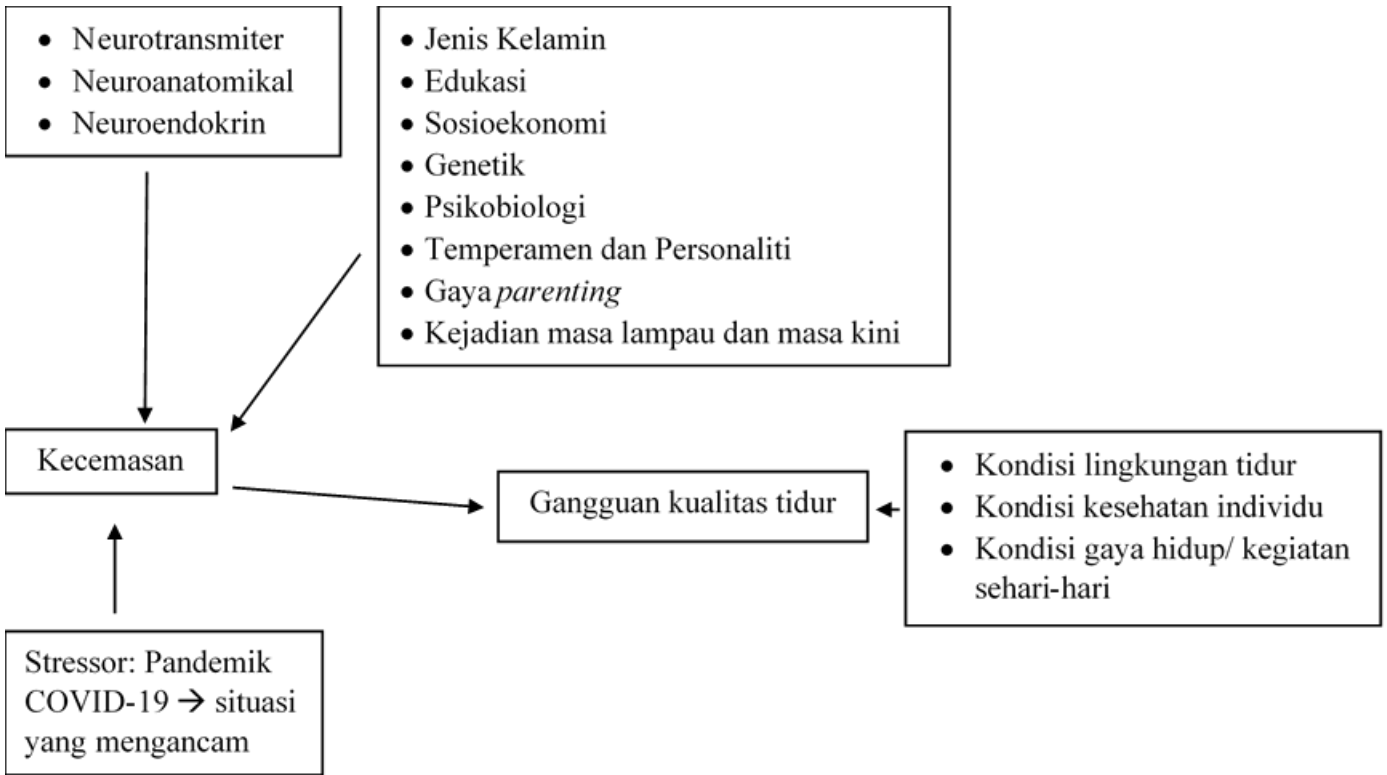 • Neurotransmiter
• Neuroanatomikal
• Neuroendokrin
• Jenis Kelamin
• Edukasi
• Sosioekonomi
• Genetik
• Psikobiologi
• Temperamen dan Personaliti
• Gaya parenting
• Kejadian masa lampau dan masa kini
Kecemasan
Gangguan kualitas tidur
• Kondisi lingkungan tidur
• Kondisi kesehatan individu
• Kondisi gaya hidup/ kegiatan
sehari-hari
Stressor: Pandemik
COVID-19 → situasi
yang mengancam